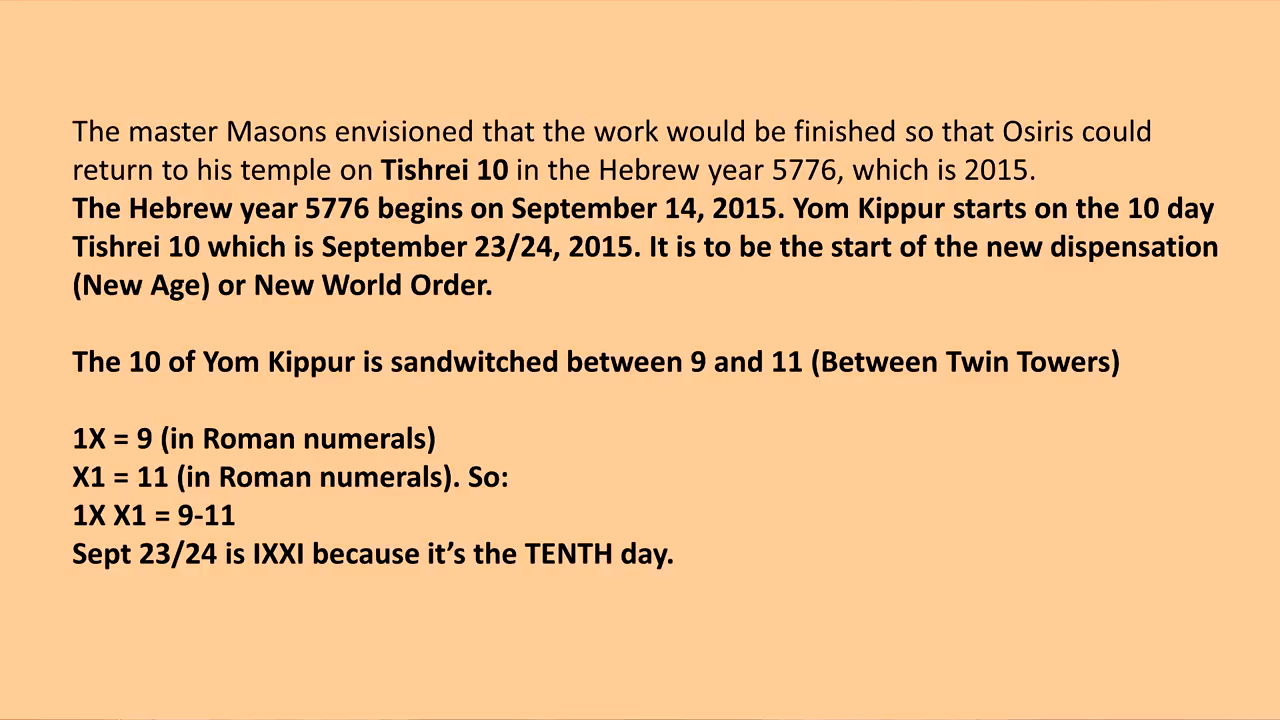 The master Masons envisioned that the work would be finished so that Osiris could
return to his temple on Tishrei 10 in the Hebrew year 5776, which is 2015.
The Hebrew year 5776 begins on September 14, 2015. Yom Kippur starts on the 10 day
Tishrei 10 which is September 23/24, 2015. It is to be the start of the new dispensation
(New Age) or New World Order.
The 10 of Yom Kippur is sandwitched between 9 and 11 (Between Twin Towers)
1X = 9 (in Roman numerals)
X1 = 11 (in Roman numerals). So:
1X X1 = 9-11
Sept 23/24 is IXXI because it’s the TENTH day.